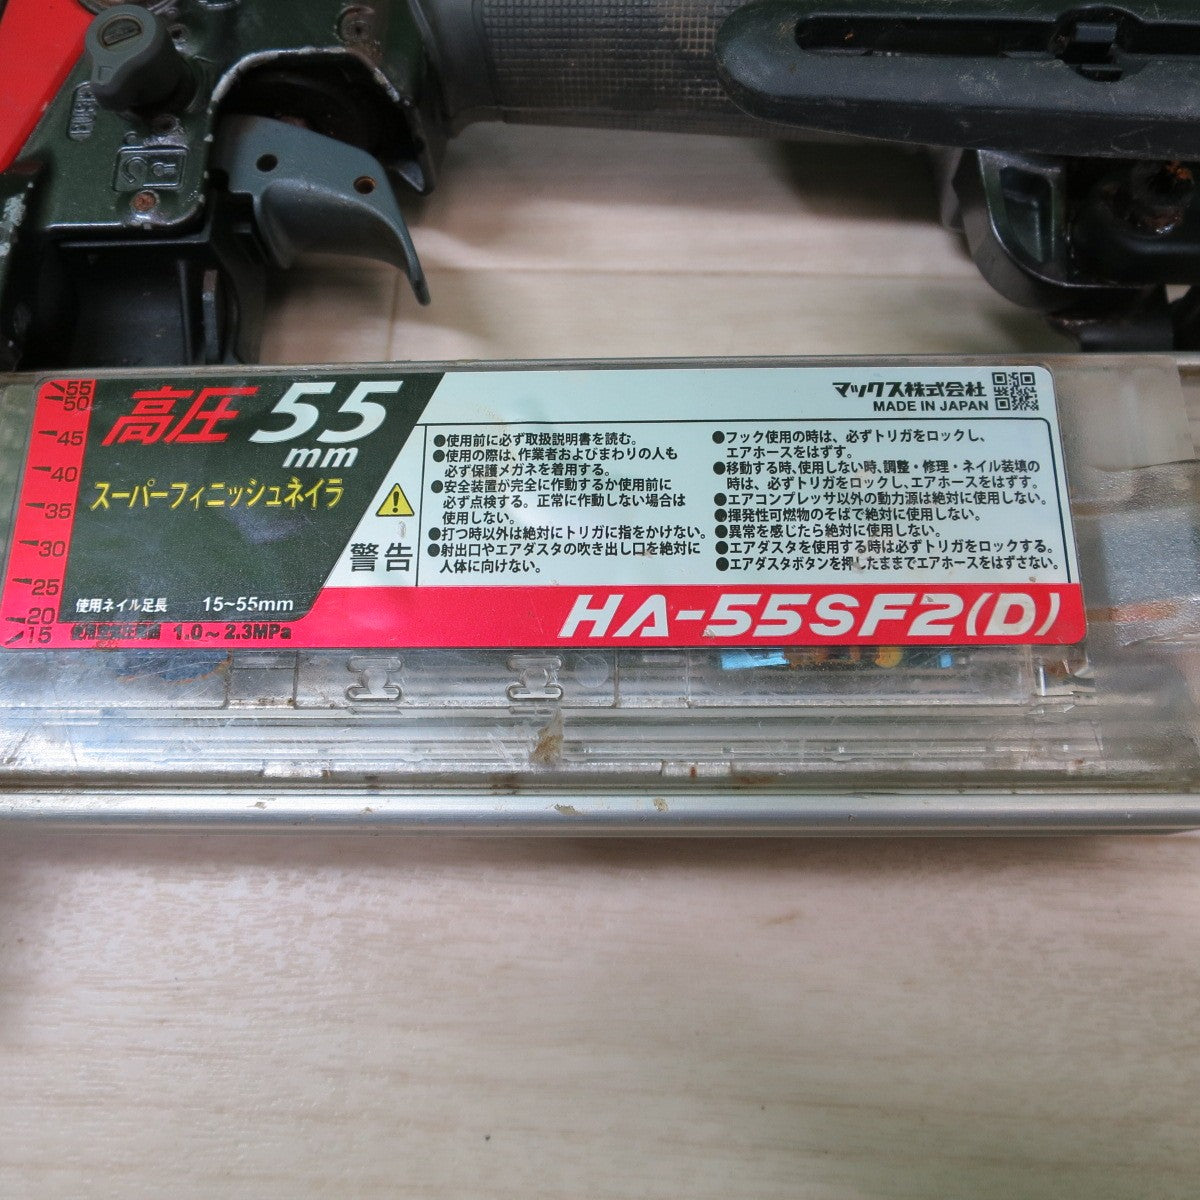 55
50
45
40
35
30
25
20
15
高圧 55
mm
スーパーフィニッシュネイラ
使用ネイル足長 15~55mm
使用空気圧範囲 1.0~2.3MPa
警告
●使用前に必ず取扱説明書を読む。
●使用の際は、作業者およびまわりの人も
必ず保護メガネを着用する。
●安全装置が完全に作動するか使用前に
必ず点検する。正常に作動しない場合は
使用しない。
●打つ時以外は絶対にトリガに指をかけない。
●射出口やエアダスタの吹き出し口を絶対に
人体に向けない。
マックス株式会社
MADE IN JAPAN
●フック使用の時は、必ずトリガをロックし、
エアホースをはずす。
●移動する時、使用しない時、調整・修理・ネイル装填の
時は、必ずトリガをロックし、エアホースをはずす。
●エアコンプレッサ以外の動力源は絶対に使用しない。
●揮発性可燃物のそばで絶対に使用しない。
●異常を感じたら絶対に使用しない。
●エアダスタを使用する時は必ずトリガをロックする。
●エアダスタボタンを押したままでエアホースをはずさない。
HA-55SF2(D)